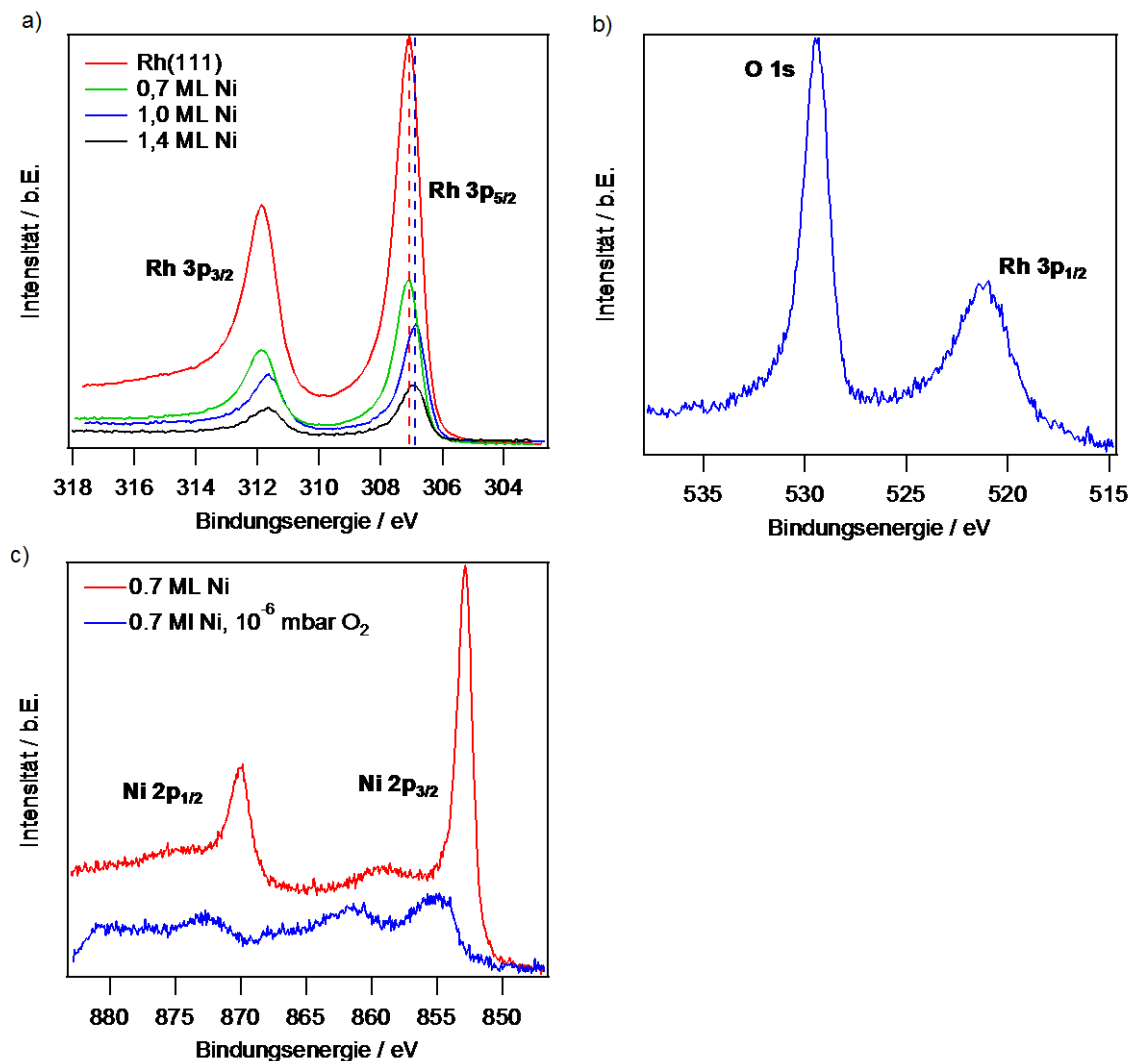 a)
Rh(111)
0,7 ML Ni
1,0 ML Ni
1,4 ML Ni
Rh 3p5/2
Rh 3p3/2
Intensität / b.E.
318 316 314 312 310 308 306 304
Bindungsenergie / eV
b)
O 1s
Rh 3p1/2
Intensität / b.E.
535 530 525 520 515
Bindungsenergie / eV
c)
0.7 ML Ni
0.7 Ml Ni, 10-6 mbar O2
Ni 2p1/2
Ni 2p3/2
Intensität / b.E.
880 875 870 865 860 855 850
Bindungsenergie / eV